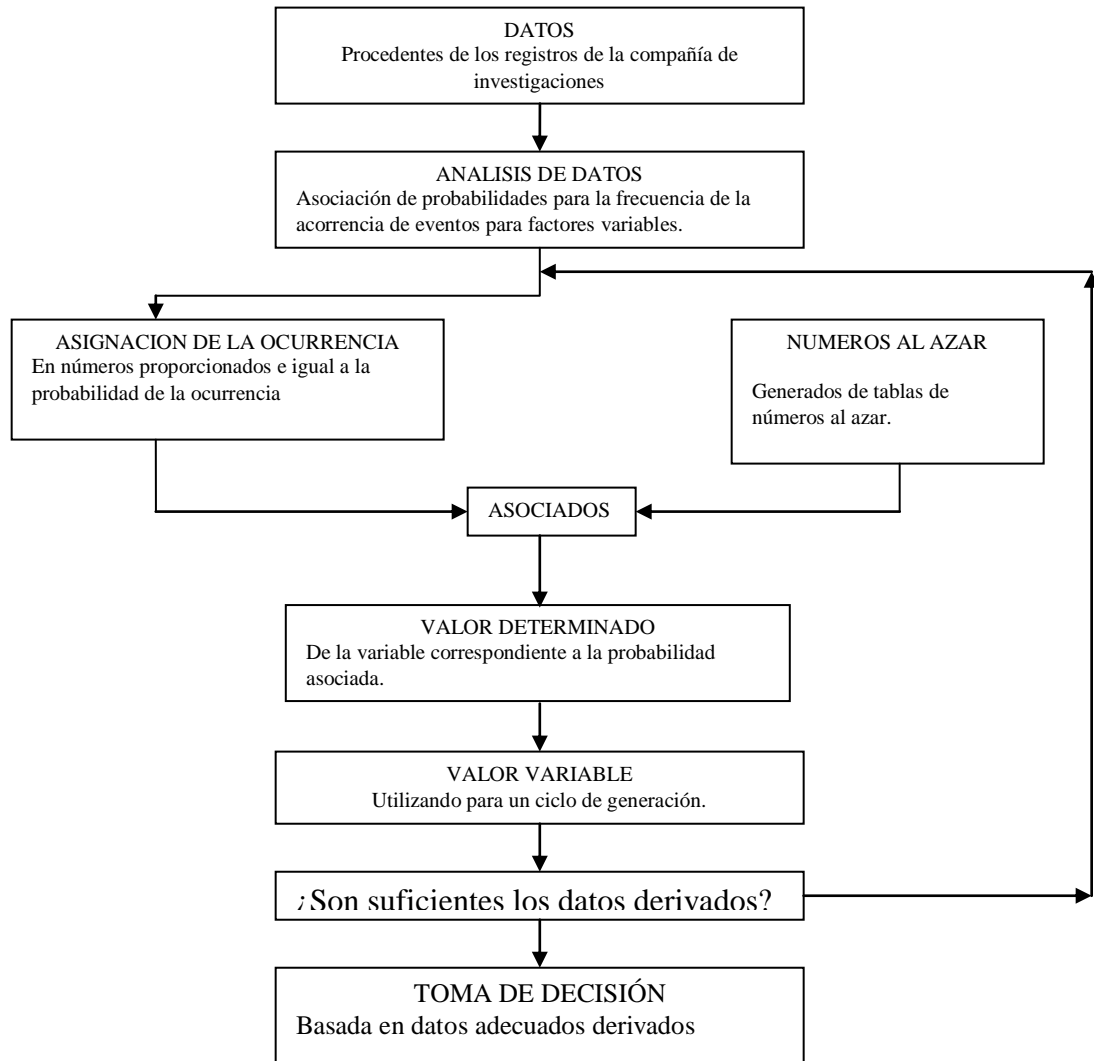 DATOS
Procedentes de los registros de la compañía de
investigaciones
ANALISIS DE DATOS
Asociación de probabilidades para la frecuencia de la
acorrencia de eventos para factores variables.
ASIGNACION DE LA OCURRENCIA
En números proporcionados e igual a la
probabilidad de la ocurrencia
NUMEROS AL AZAR
Generados de tablas de
números al azar.
ASOCIADOS
VALOR DETERMINADO
De la variable correspondiente a la probabilidad
asociada.
VALOR VARIABLE
Utilizando para un ciclo de generación.
¿Son suficientes los datos derivados?
TOMA DE DECISIÓN
Basada en datos adecuados derivados